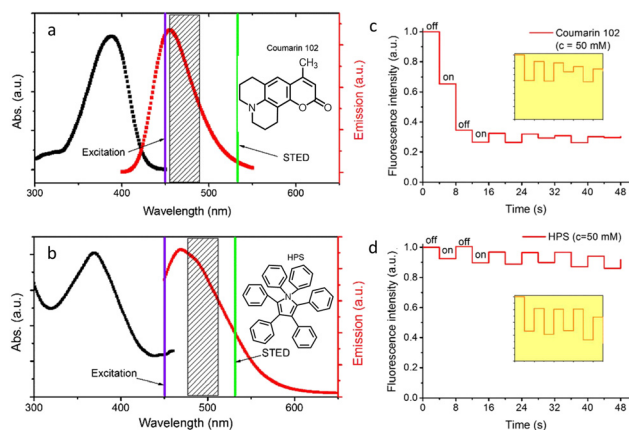 a
Abs. (a.u.)
Emission (a.u.)
Coumarin 102
CH3
N
O
O
Excitation
STED
300
400
500
600
Wavelength (nm)
b
Abs. (a.u.)
Emission (a.u.)
HPS
N
Excitation
STED
300
400
500
600
Wavelength (nm)
c
Fluorescence intensity (a.u.)
1.0
0.8
0.6
0.4
0.2
0.0
off
on
off
on
Coumarin 102
(c = 50 mM)
0
8
16
24
32
40
48
Time (s)
d
Fluorescence intensity (a.u.)
1.0
0.8
0.6
0.4
0.2
0.0
off
on
off
on
HPS (c=50 mM)
0
8
16
24
32
40
48
Time (s)